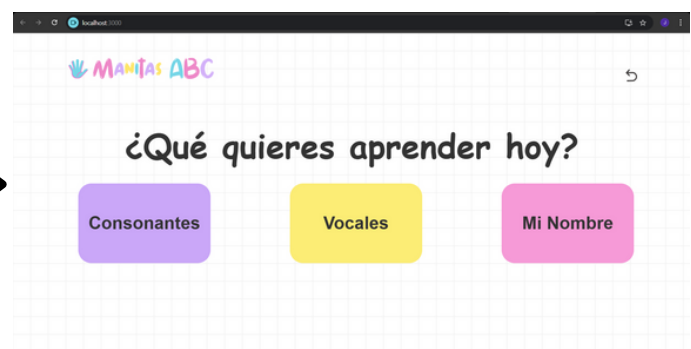 localhost:3000
MANITAS ABC
¿Qué quieres aprender hoy?
Consonantes
Vocales
Mi Nombre